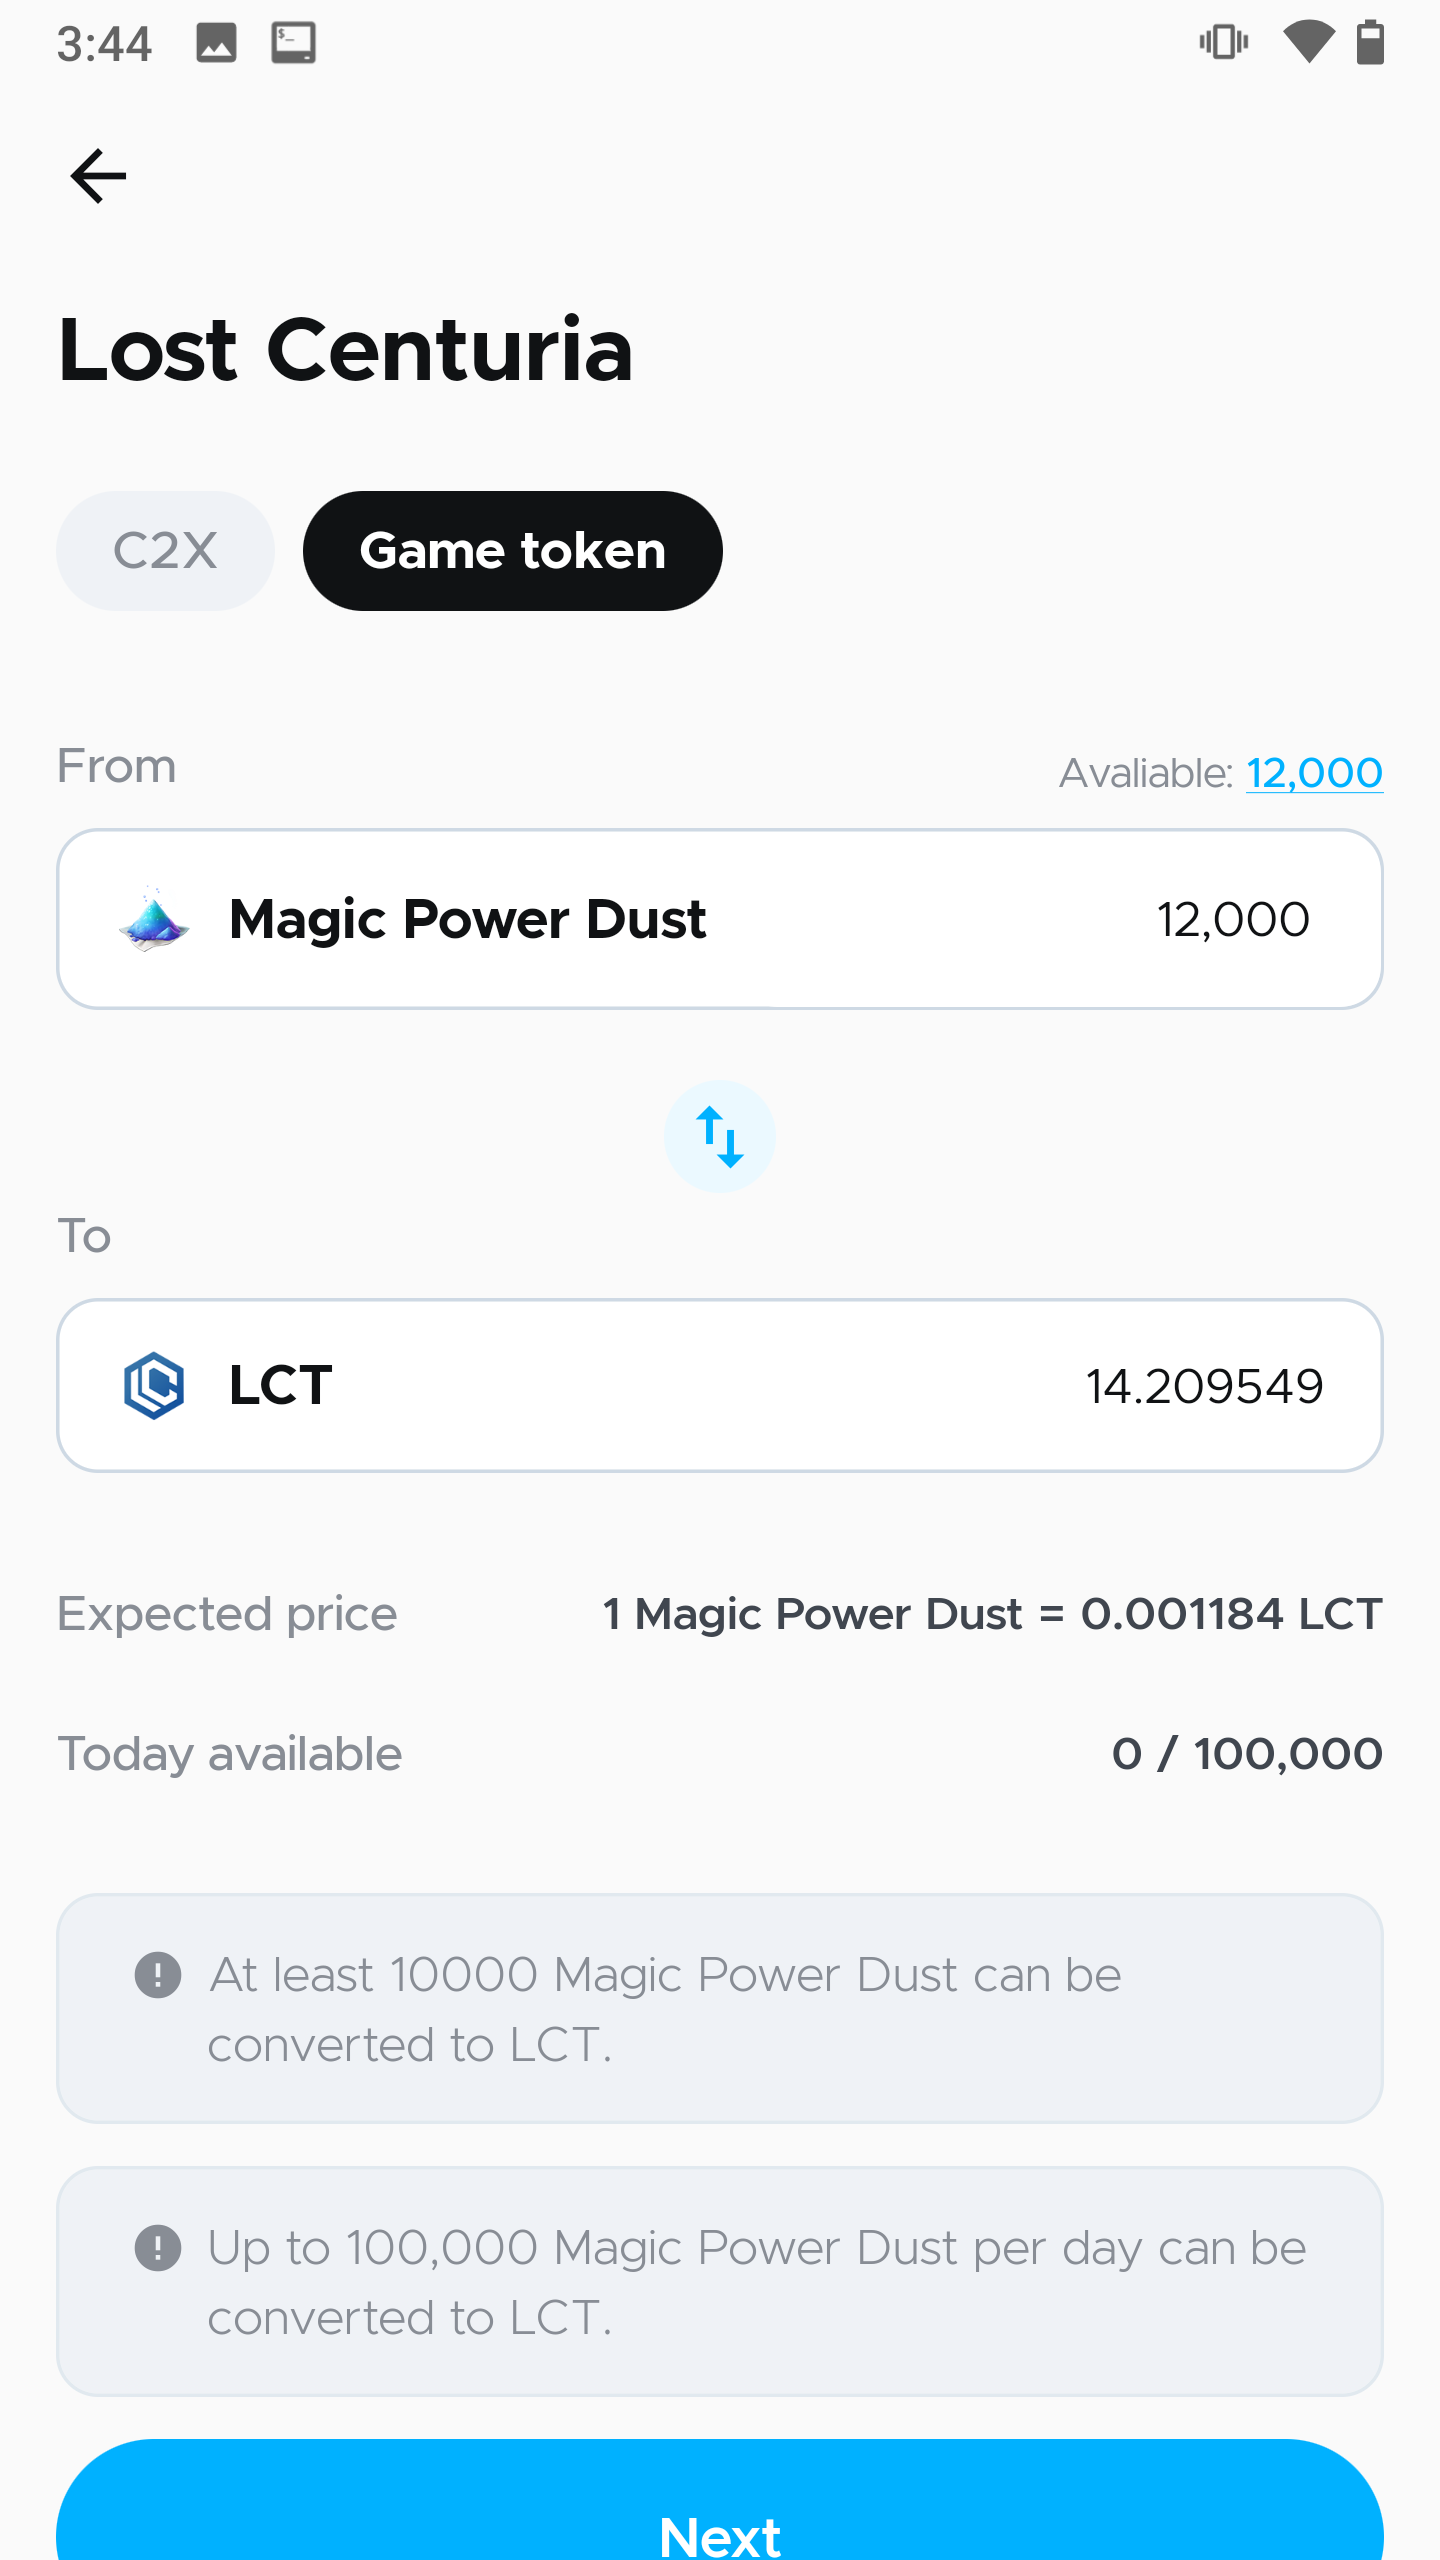 3:44
Lost Centuria
C2X Game token
From Avaliable: 12,000
Magic Power Dust 12,000
To
LCT 14.209549
Expected price 1 Magic Power Dust = 0.001184 LCT
Today available 0 / 100,000
At least 10000 Magic Power Dust can be
converted to LCT.
Up to 100,000 Magic Power Dust per day can be
converted to LCT.
Next